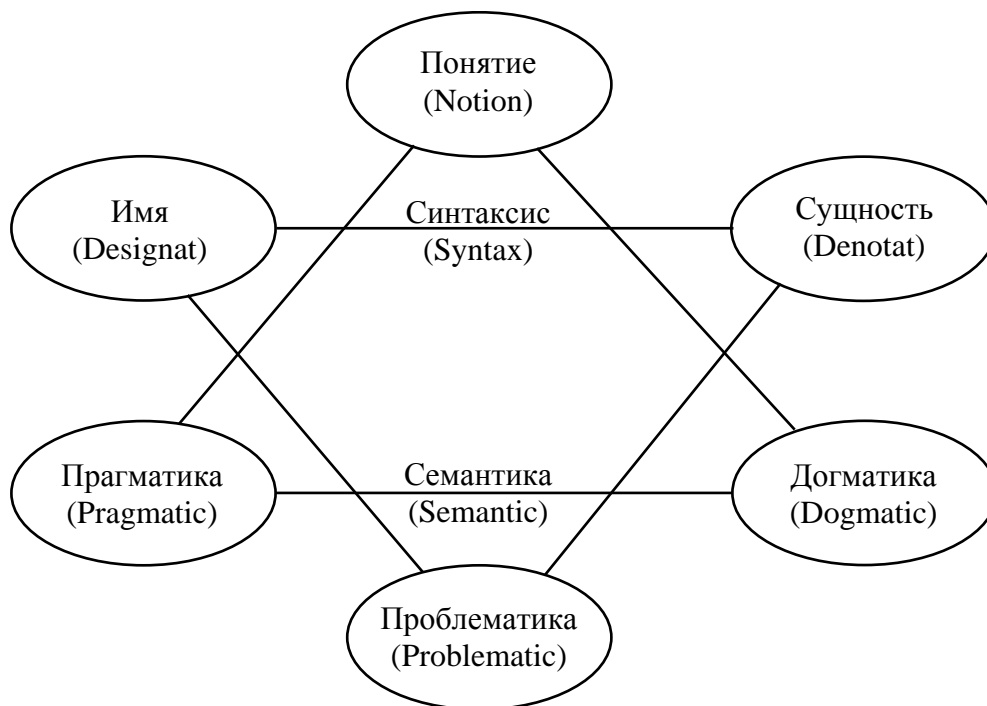 Понятие
(Notion)
Имя
(Designat)
Синтаксис
(Syntax)
Сущность
(Denotat)
Прагматика
(Pragmatic)
Семантика
(Semantic)
Догматика
(Dogmatic)
Проблематика
(Problematic)